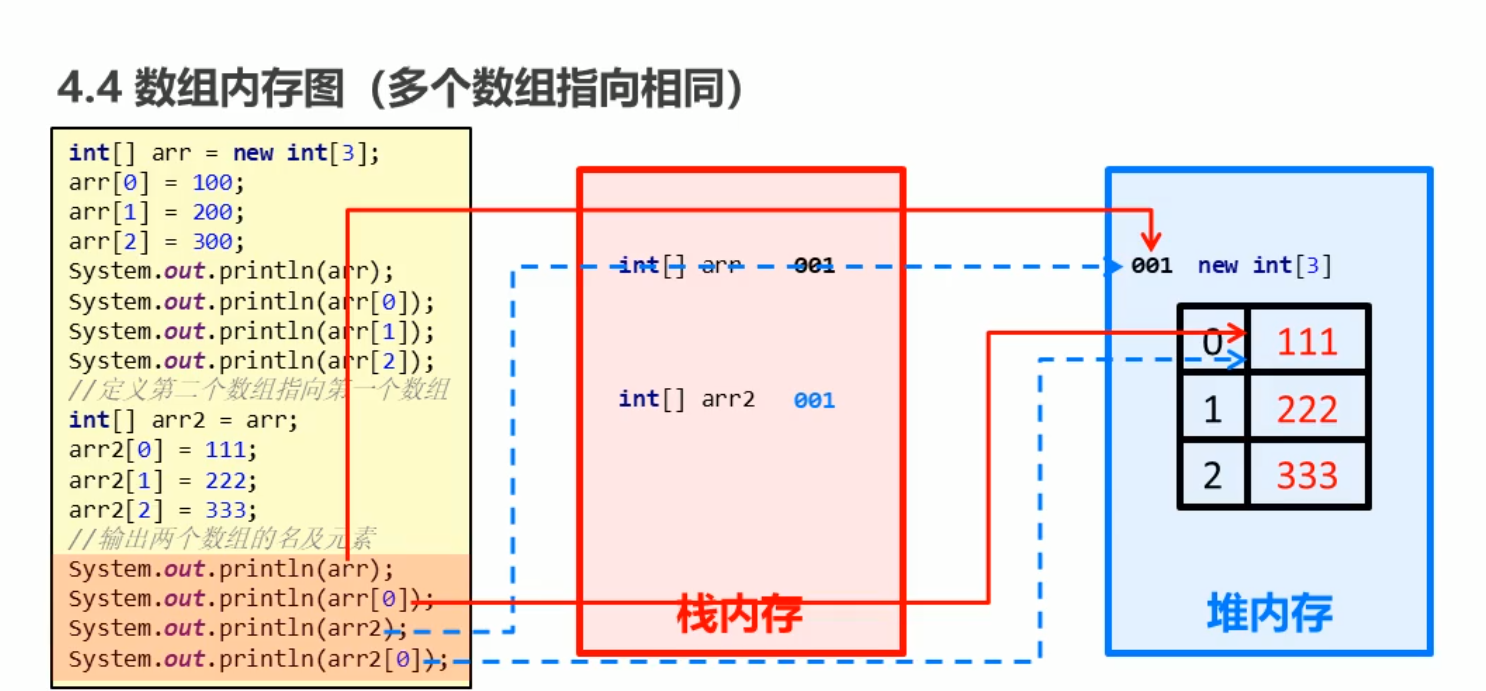 4.4 数组内存图（多个数组指向相同）
int[] arr = new int[3];
arr[0] = 100;
arr[1] = 200;
arr[2] = 300;
System.out.println(arr);
System.out.println(arr[0]);
System.out.println(arr[1]);
System.out.println(arr[2]);
//定义第二个数组指向第一个数组
int[] arr2 = arr;
arr2[0] = 111;
arr2[1] = 222;
arr2[2] = 333;
//输出两个数组的名及元素
System.out.println(arr);
System.out.println(arr[0]);
System.out.println(arr2);
System.out.println(arr2[0]);
int[] arr 001
int[] arr2 001
栈内存
001 new int[3]
0 111
1 222
2 333
堆内存